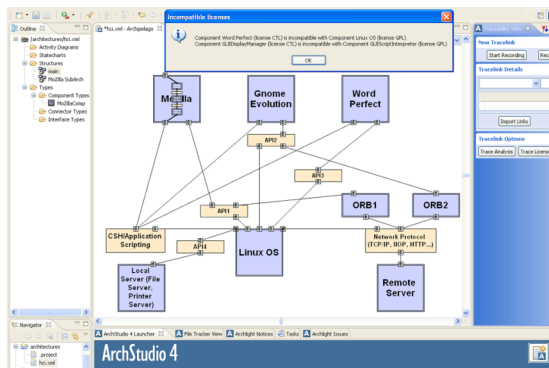 Outline
*hci.xml - Archipelago
Incompatible licenses
Component Word Perfect (license CTL) is incompatible with Component Linux OS (license GPL)
Component GUIDisplayManager (license CTL) is incompatible with Component GUIScriptInterpreter (license GPL)
OK
/architectures/hci.xml
Activity Diagrams
Statecharts
Structures
main
MoZilla SubArch
Types
Component Types
MoZillaComp
Connector Types
Interface Types
New Tracelink
Start Recording
Tracelink Details
Import Links
Tracelink Options
Trace Analysis
Gnome
Evolution
Word
Perfect
API2
API3
API1
ORB1
ORB2
CSH/Application
Scripting
API4
Linux OS
Network Protocol
(TCP/IP, IIOP, HTTP...)
Local
Server (File
Server,
Printer
Server)
Remote
Server
Navigator
architectures
.project
hci.xml
ArchStudio 4 Launcher
File Tracker View
Archlight Notices
Tasks
Archlight Issues
ArchStudio 4